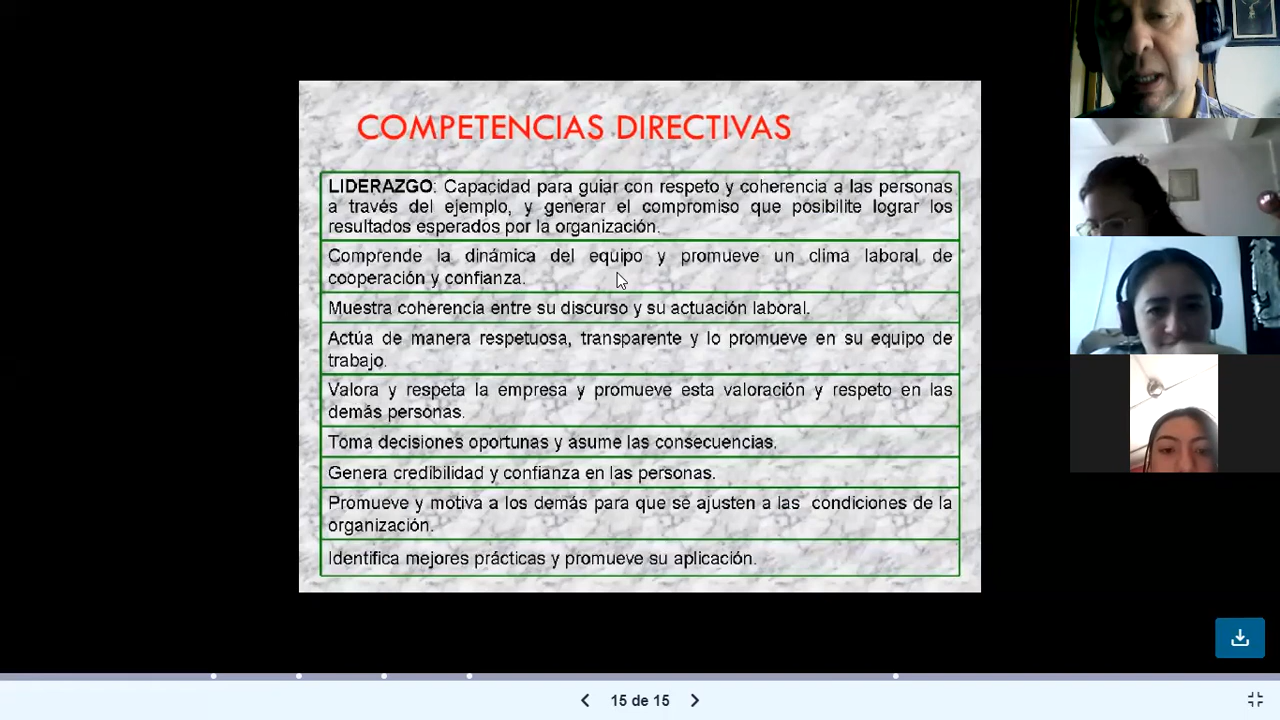 COMPETENCIAS DIRECTIVAS
LIDERAZGO: Capacidad para guiar con respeto y coherencia a las personas
a través del ejemplo, y generar el compromiso que posibilite lograr los
resultados esperados por la organización.
Comprende la dinámica del equipo y promueve un clima laboral de
cooperación y confianza.
Muestra coherencia entre su discurso y su actuación laboral.
Actúa de manera respetuosa, transparente y lo promueve en su equipo de
trabajo.
Valora y respeta la empresa y promueve esta valoración y respeto en las
demás personas.
Toma decisiones oportunas y asume las consecuencias.
Genera credibilidad y confianza en las personas.
Promueve y motiva a los demás para que se ajusten a las condiciones de la
organización.
Identifica mejores prácticas y promueve su aplicación.
15 de 15